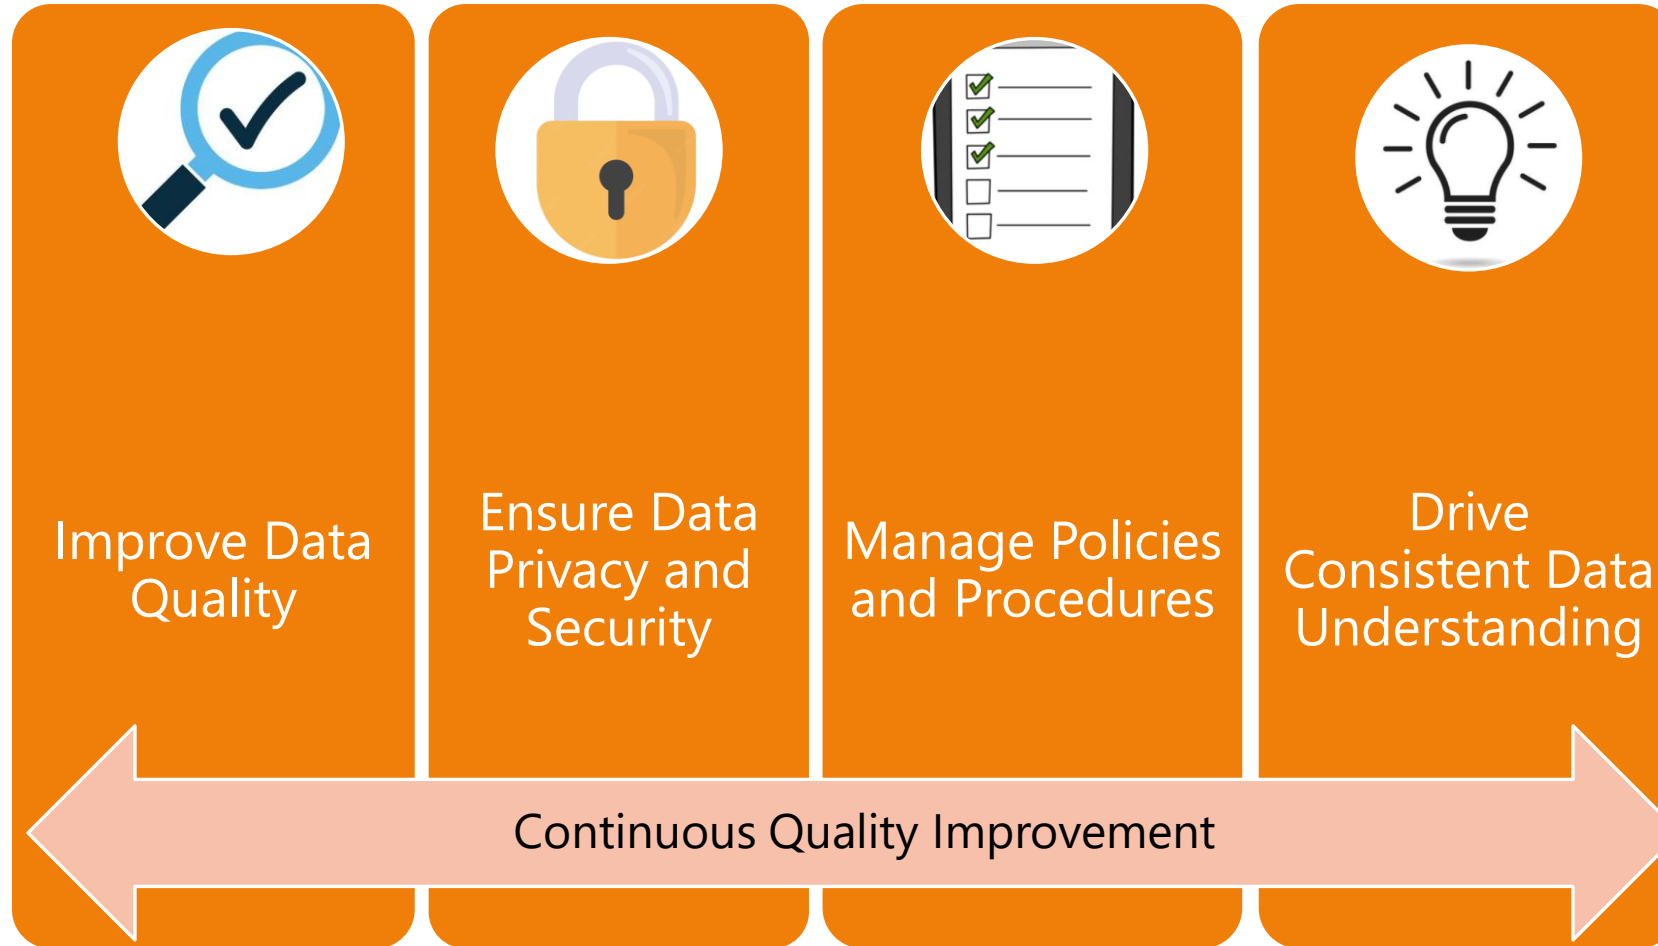 Improve Data
Quality
Ensure Data
Privacy and
Security
Manage Policies
and Procedures
Drive
Consistent Data
Understanding
Continuous Quality Improvement